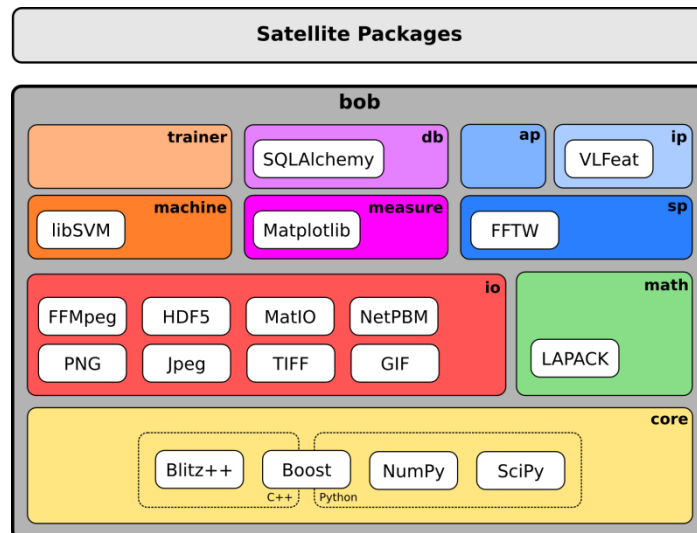 Satellite Packages
bob
trainer
db
SQLAlchemy
ap
ip
VLFeat
machine
libSVM
measure
Matplotlib
sp
FFTW
io
FFMpeg HDF5 MatIO NetPBM
PNG Jpeg TIFF GIF
math
LAPACK
core
Blitz++ Boost NumPy SciPy
C++ Python